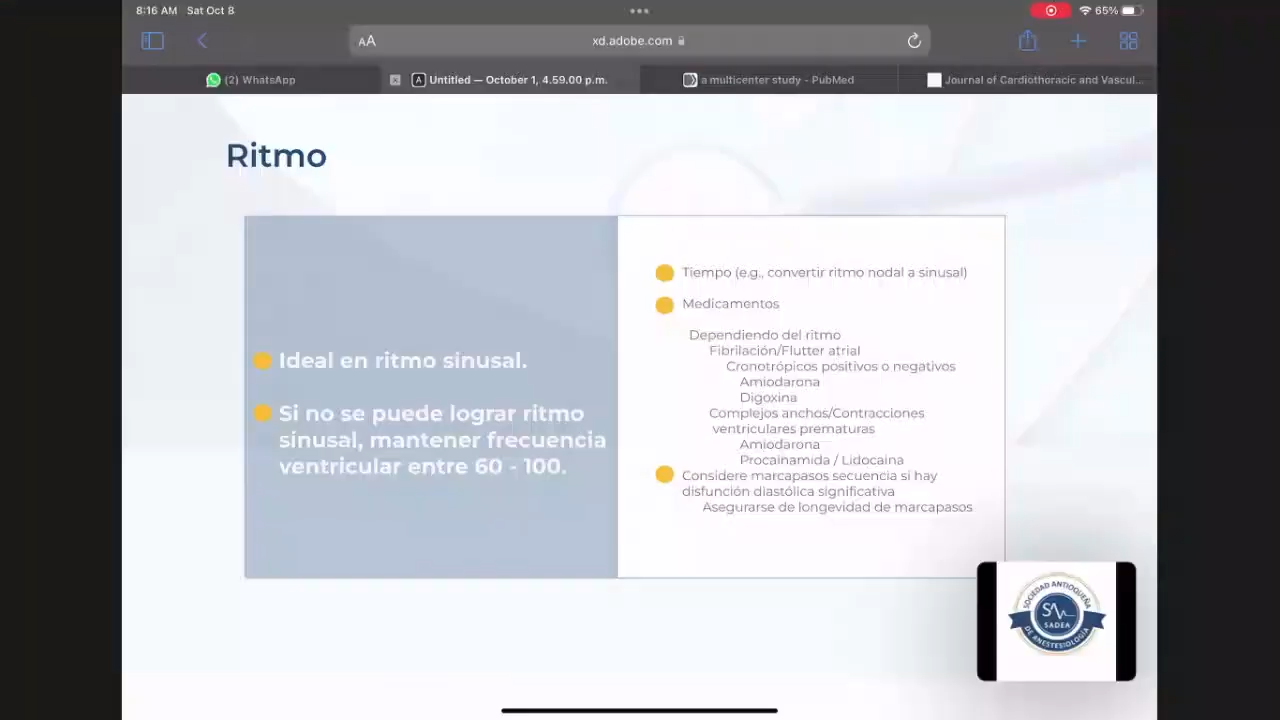 8:16 AM Sat Oct 8
65%
AA
xd.adobe.com
(2) WhatsApp
Untitled — October 1, 4.59.00 p.m.
a multicenter study - PubMed
Journal of Cardiothoracic and Vascul...
Ritmo
Ideal en ritmo sinusal.
Si no se puede lograr ritmo
sinusal, mantener frecuencia
ventricular entre 60 - 100.
Tiempo (e.g., convertir ritmo nodal a sinusal)
Medicamentos
Dependiendo del ritmo
Fibrilación/Flutter atrial
Cronotrópicos positivos o negativos
Amiodarona
Digoxina
Complejos anchos/Contracciones
ventriculares prematuras
Amiodarona
Procainamida / Lidocaina
Considere marcapasos secuencia si hay
disfunción diastólica significativa
Asegurarse de longevidad de marcapasos
SOCIEDAD ANTIOQUEÑA
SADEA
DE ANESTESIOLOGÍA